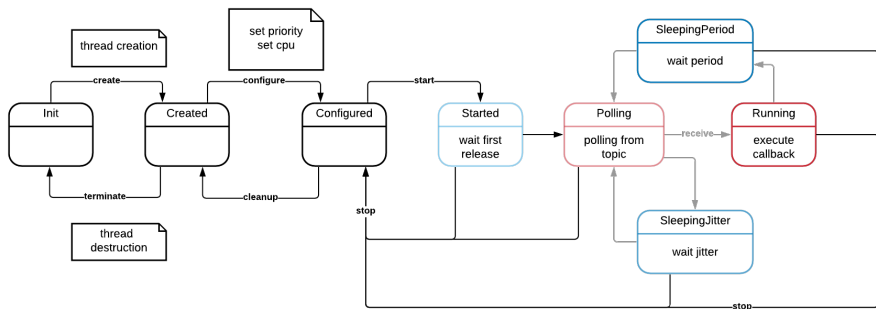 thread creation
set priority
set cpu
SleepingPeriod
wait period
create
configure
start
Init
Created
Configured
Started
wait first
release
Polling
polling from
topic
receive
Running
execute
callback
terminate
cleanup
stop
thread
destruction
SleepingJitter
wait jitter
stop